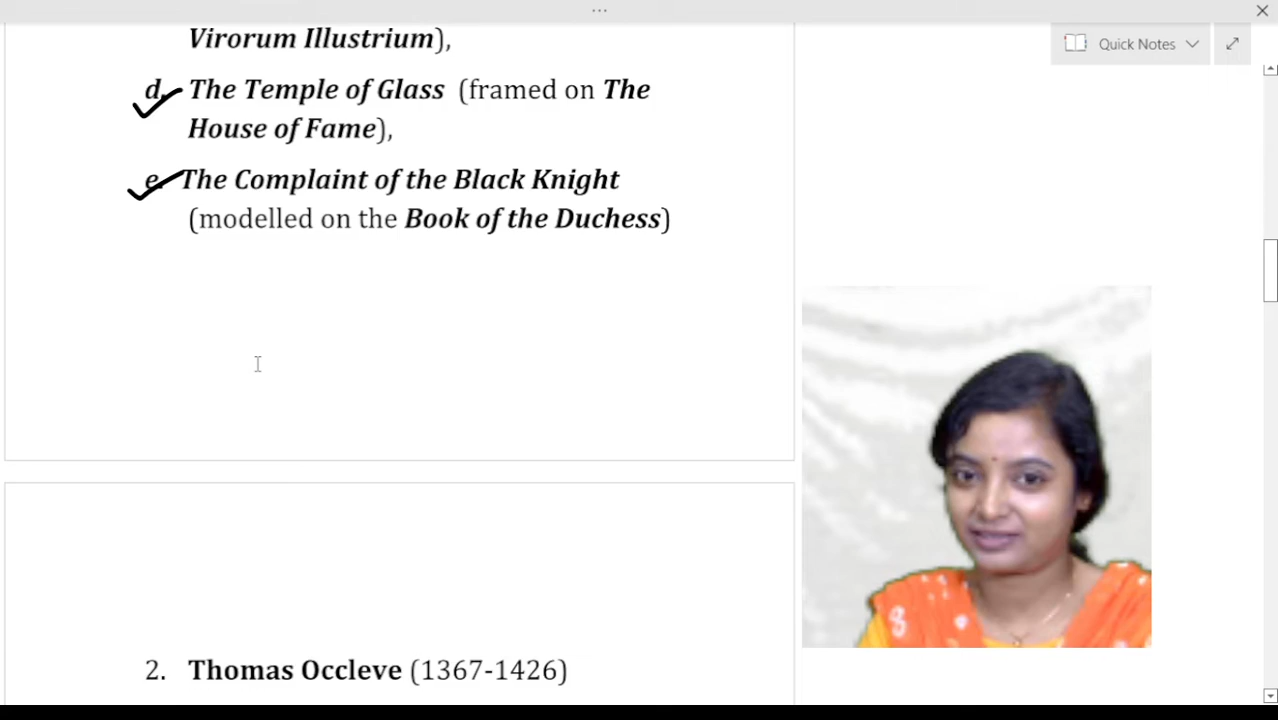 Virorum Illustrium),
d. The Temple of Glass (framed on The
House of Fame),
e. The Complaint of the Black Knight
(modelled on the Book of the Duchess)
2. Thomas Occleve (1367-1426)
Quick Notes